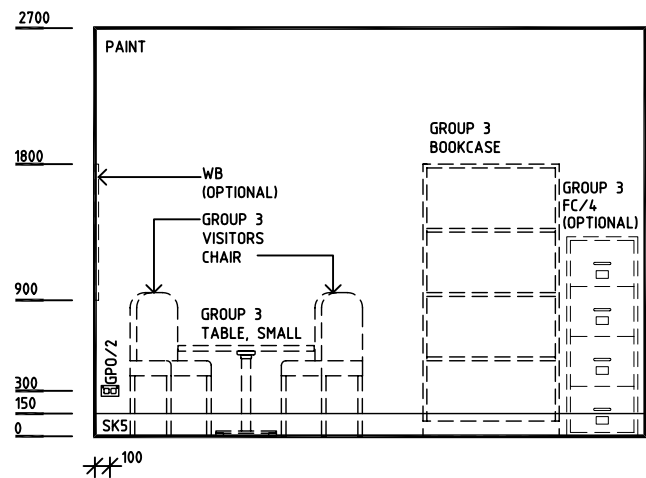 2700
PAINT
GROUP 3
BOOKCASE
1800
WB
(OPTIONAL)
GROUP 3
FC/4
(OPTIONAL)
GROUP 3
VISITORS
CHAIR
900
GROUP 3
TABLE, SMALL
GPO/2
300
150
0
SK5
100